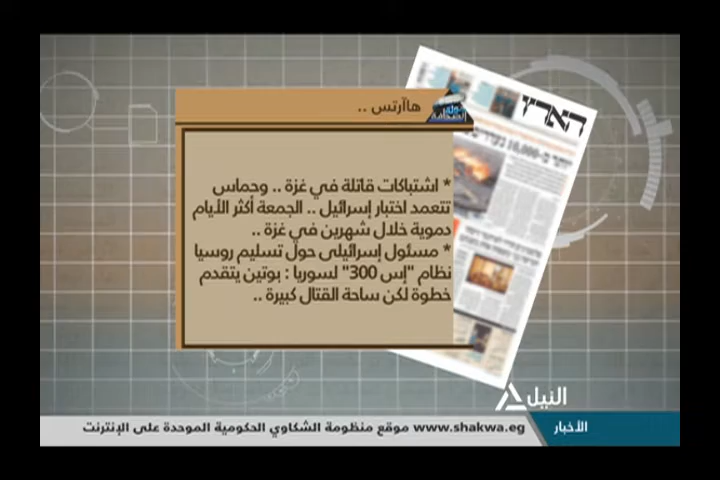 هاآرتس ..
* اشتباكات قاتلة في غزة .. وحماس
تتعمد اختبار إسرائيل .. الجمعة أكثر الأيام
دموية خلال شهرين في غزة ..
* مسئول إسرائيلى حول تسليم روسيا
نظام "إس 300" لسوريا : بوتين يتقدم
خطوة لكن ساحة القتال كبيرة ..
הארץ
النيل
الأخبار
www.shakwa.eg موقع منظومة الشكاوي الحكومية الموحدة على الإنترنت